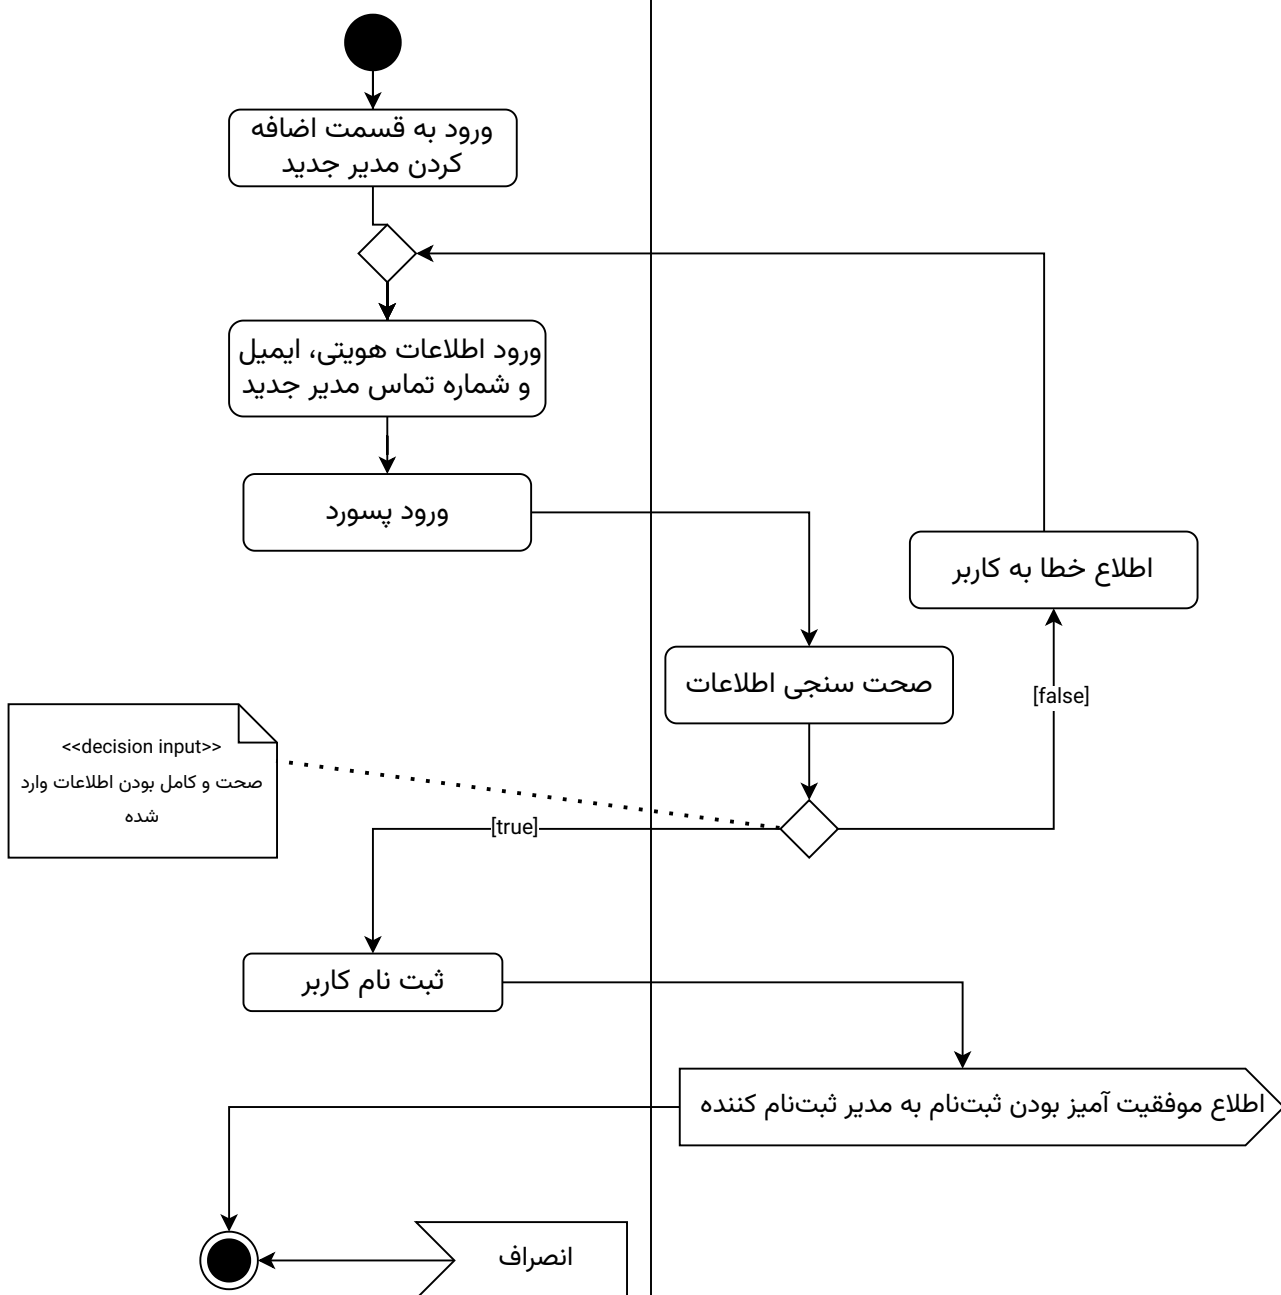 ورود به قسمت اضافه
کردن مدیر جدید
ورود اطلاعات هویتی، ایمیل
و شماره تماس مدیر جدید
ورود پسورد
اطلاع خطا به کاربر
صحت سنجی اطلاعات
[false]
<<decision input>>
صحت و کامل بودن اطلاعات وارد
شده
[true]
ثبت نام کاربر
اطلاع موفقیت آمیز بودن ثبت‌نام به مدیر ثبت‌نام کننده
انصراف